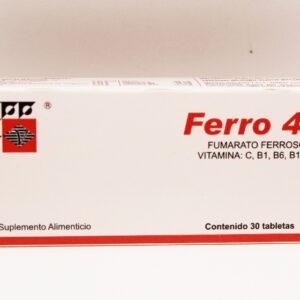 Ferro 4
FUMARATO FERROSO
VITAMINA: C, B1, B6, B1
Suplemento Alimenticio
Contenido 30 tabletas